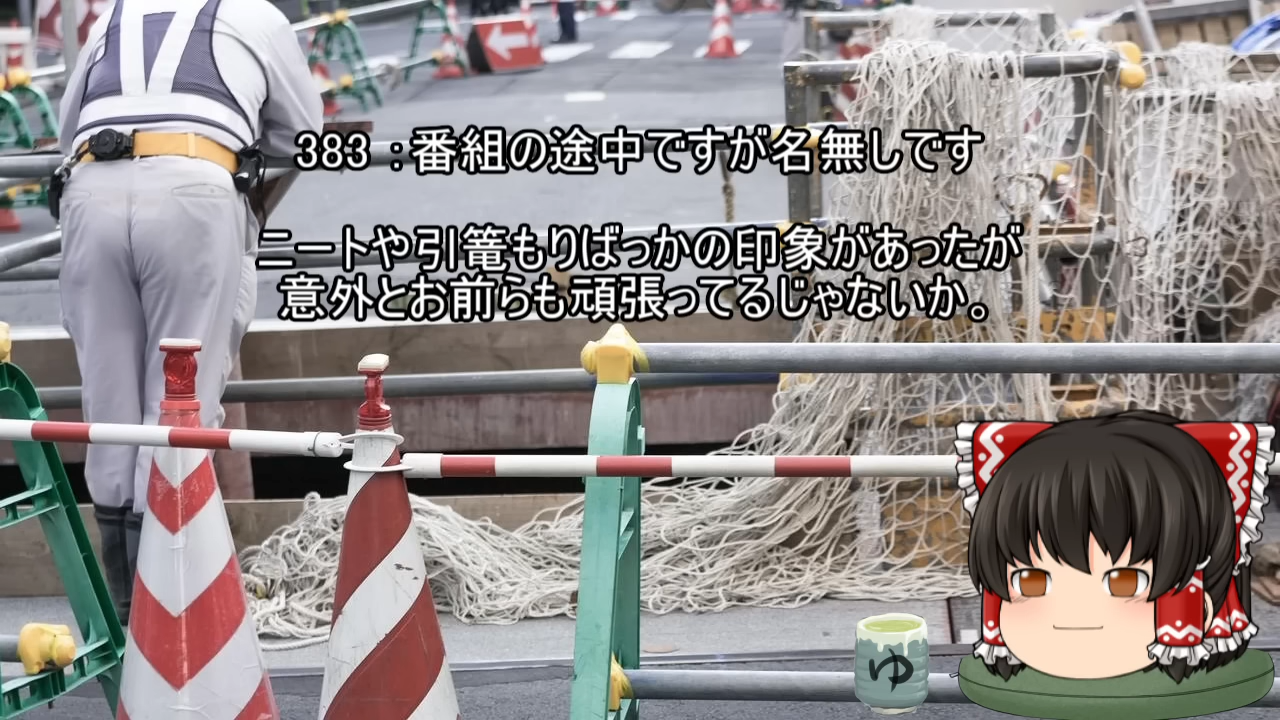 383 :番組の途中ですが名無しです
ニートや引篭もりばっかの印象があったが
意外とお前らも頑張ってるじゃないか。
ゆ